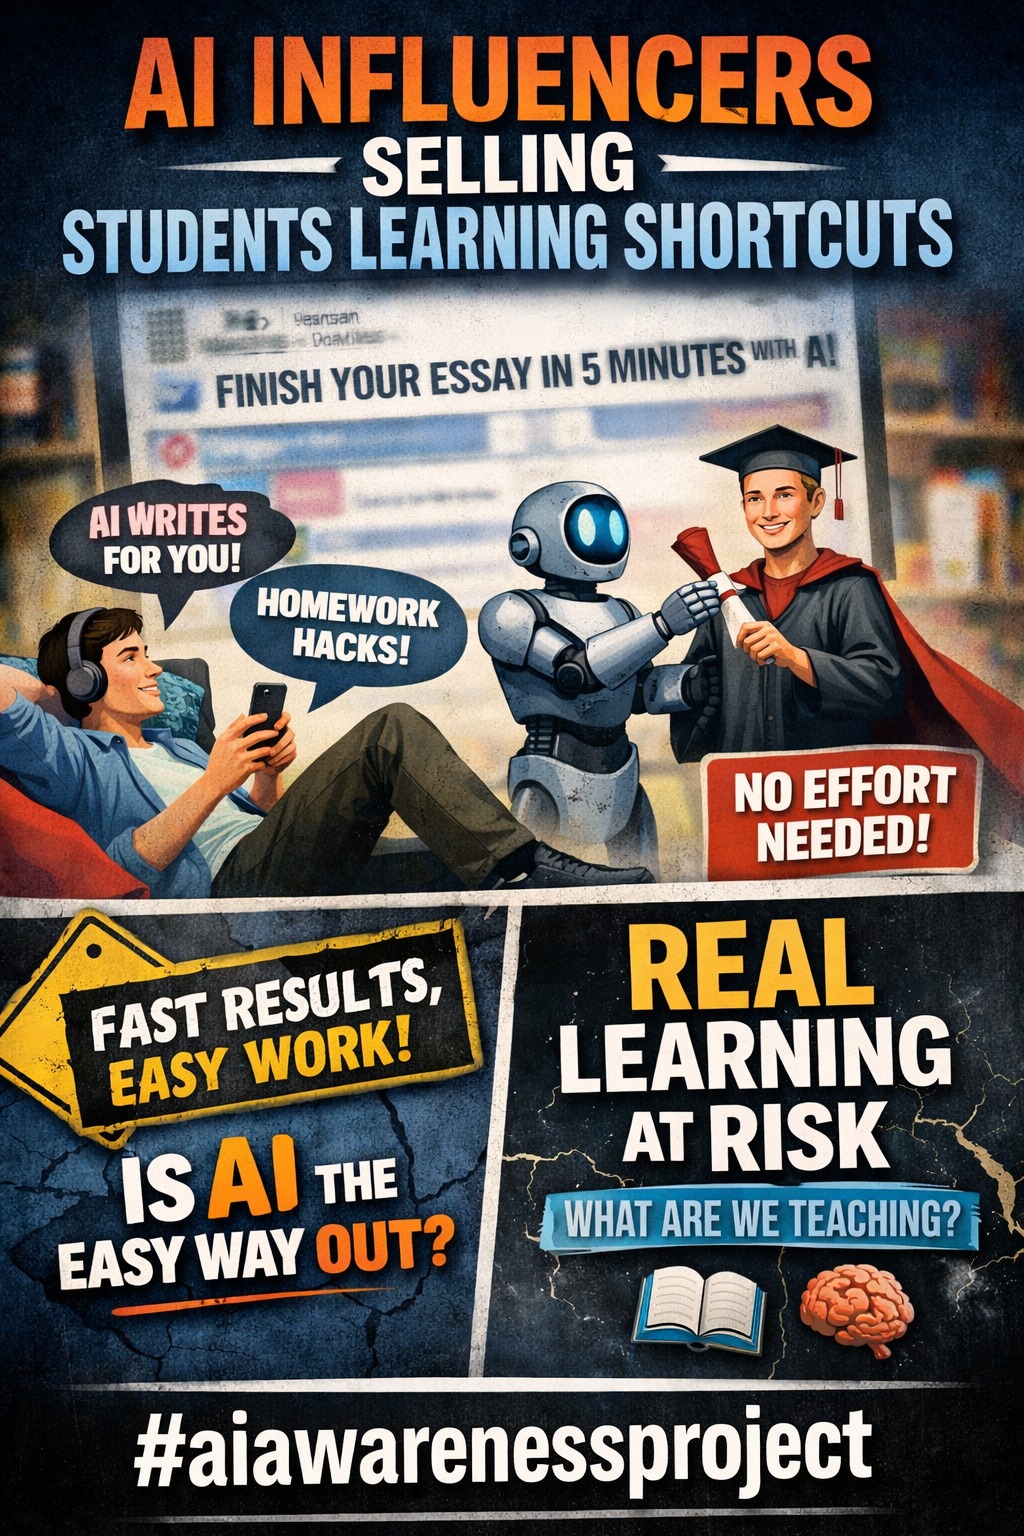 AI INFLUENCERS
SELLING
STUDENTS LEARNING SHORTCUTS
FINISH YOUR ESSAY IN 5 MINUTES WITH A!
AI WRITES
FOR YOU!
HOMEWORK
HACKS!
NO EFFORT
NEEDED!
FAST RESULTS,
EASY WORK!
IS AI THE
EASY WAY OUT?
REAL
LEARNING
AT RISK
WHAT ARE WE TEACHING?
#aiawarenessproject